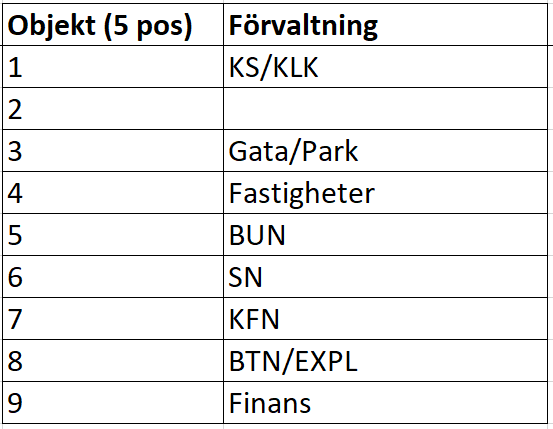 Objekt (5 pos) Förvaltning
1 KS/KLK
2
3 Gata/Park
4 Fastigheter
5 BUN
6 SN
7 KFN
8 BTN/EXPL
9 Finans